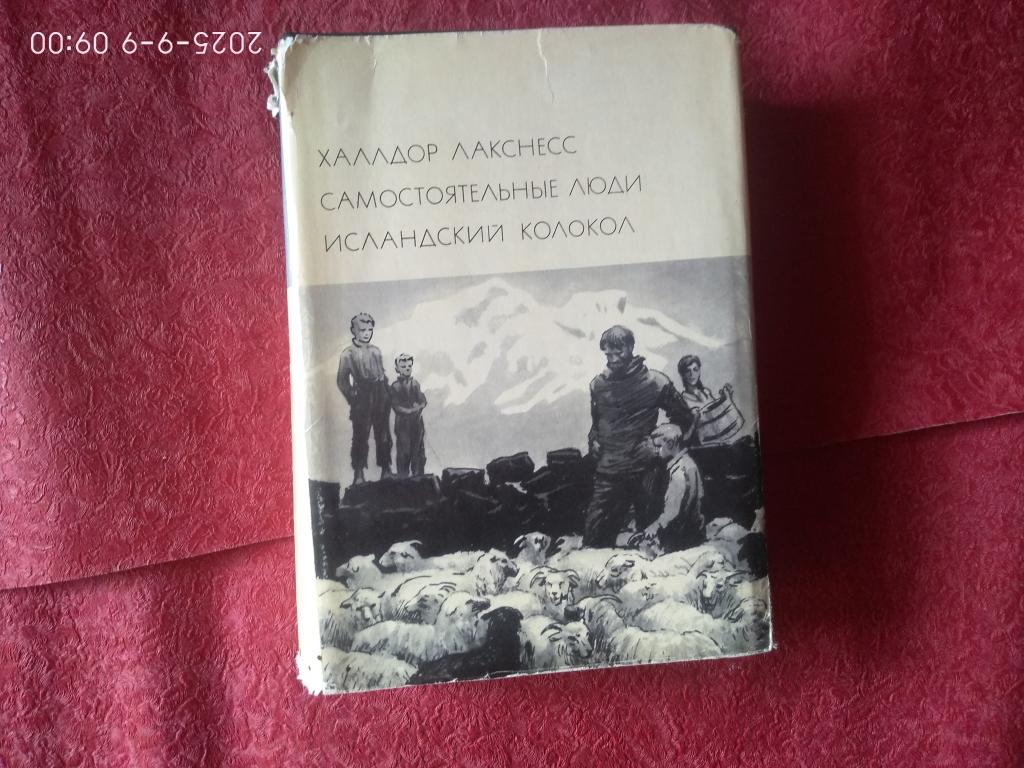 2025-9-9 09:00
ХАЛЛДОР ЛАКСНЕСС
САМОСТОЯТЕЛЬНЫЕ ЛЮДИ
ИСЛАНДСКИЙ КОЛОКОЛ